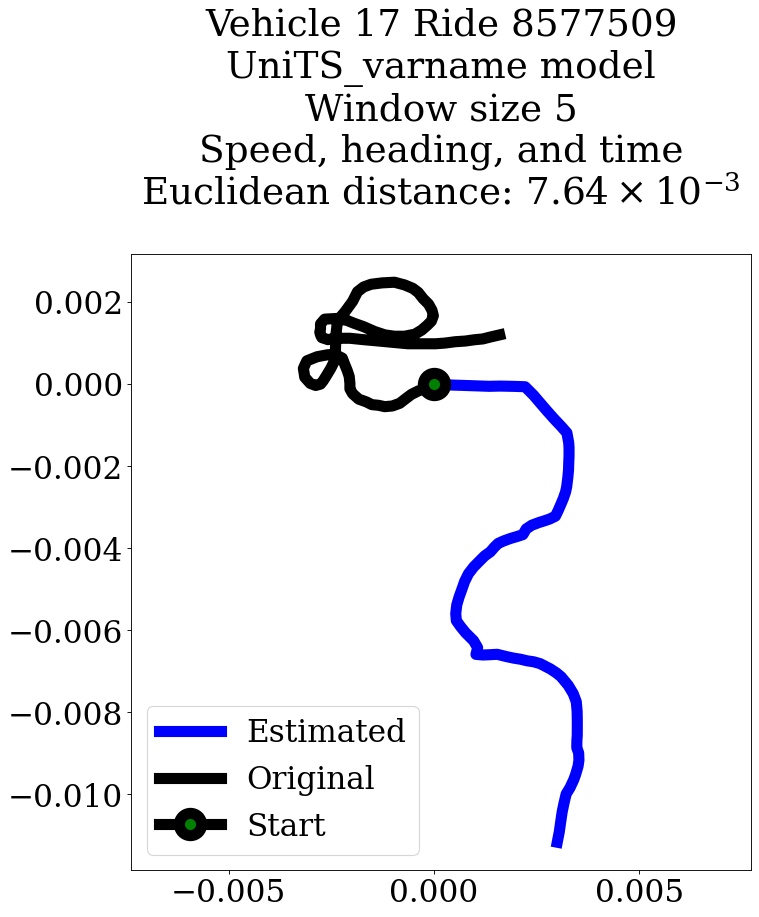 Vehicle 17 Ride 8577509
UniTS_varname model
Window size 5
Speed, heading, and time
Euclidean distance: 7.64 × 10⁻³
0.002
0.000
−0.002
−0.004
−0.006
−0.008
−0.010
Estimated
Original
Start
−0.005 0.000 0.005